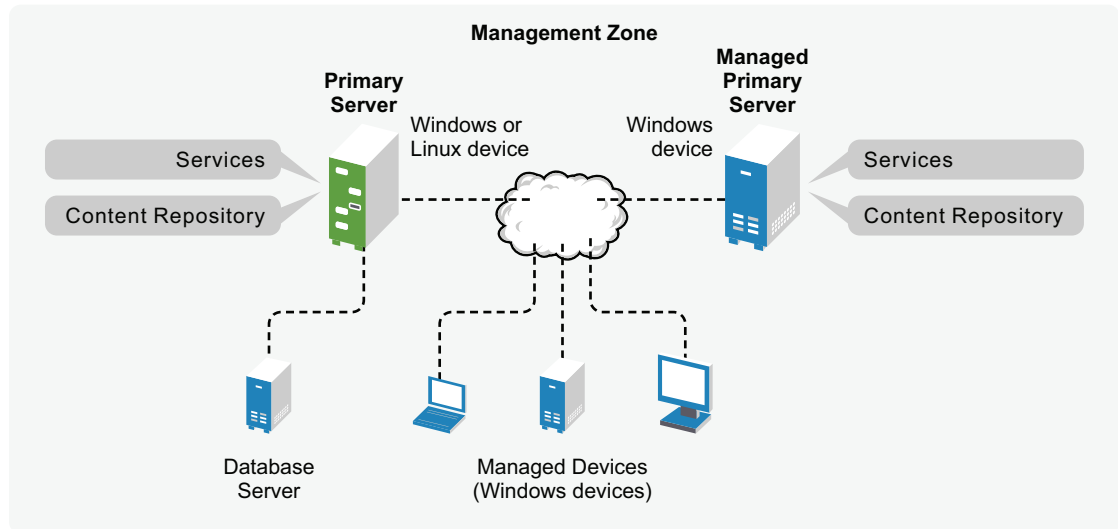 Management Zone
Primary
Server
Managed
Primary
Server
Windows or
Linux device
Windows
device
Services
Content Repository
Services
Content Repository
Database
Server
Managed Devices
(Windows devices)